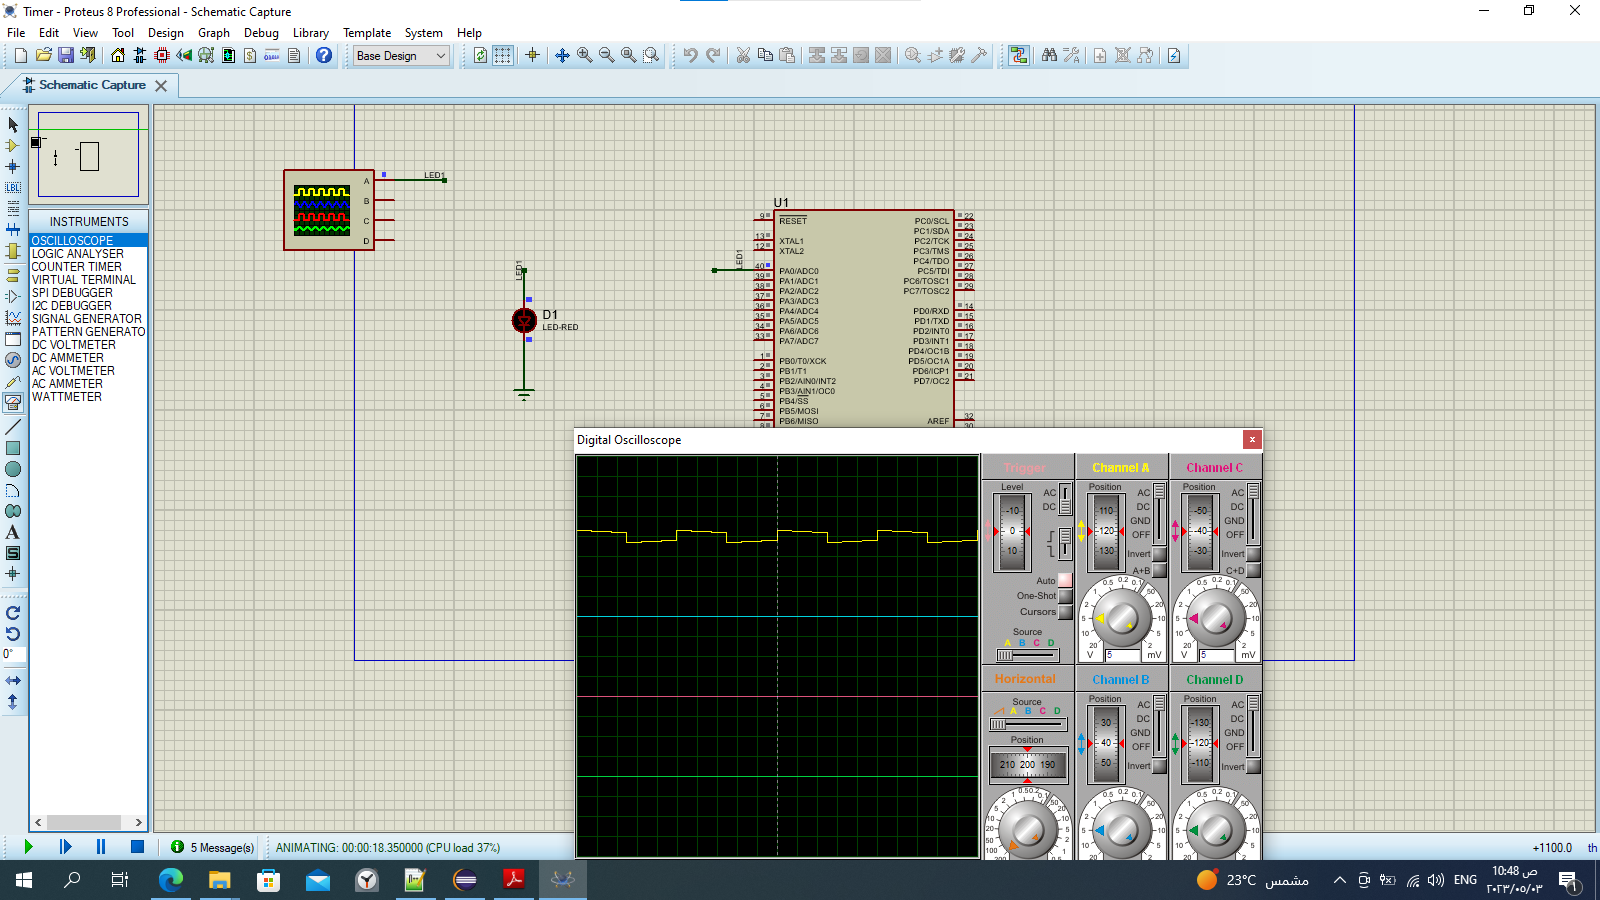 Timer - Proteus 8 Professional - Schematic Capture
File Edit View Tool Design Graph Debug Library Template System Help
Base Design
Schematic Capture
INSTRUMENTS
OSCILLOSCOPE
LOGIC ANALYSER
COUNTER TIMER
VIRTUAL TERMINAL
SPI DEBUGGER
I2C DEBUGGER
SIGNAL GENERATOR
PATTERN GENERATO
DC VOLTMETER
DC AMMETER
AC VOLTMETER
AC AMMETER
WATTMETER
LBL
A
S
0°
A LED1
B
C
D
LED1
D1
LED-RED
LED1
U1
9 RESET
13 XTAL1
12 XTAL2
40 PA0/ADC0
39 PA1/ADC1
38 PA2/ADC2
37 PA3/ADC3
36 PA4/ADC4
35 PA5/ADC5
34 PA6/ADC6
33 PA7/ADC7
1 PB0/T0/XCK
2 PB1/T1
3 PB2/AIN0/INT2
4 PB3/AIN1/OC0
5 PB4/SS
6 PB5/MOSI
7 PB6/MISO
8
PC0/SCL 22
PC1/SDA 23
PC2/TCK 24
PC3/TMS 25
PC4/TDO 26
PC5/TDI 27
PC6/TOSC1 28
PC7/TOSC2 29
PD0/RXD 14
PD1/TXD 15
PD2/INT0 16
PD3/INT1 17
PD4/OC1B 18
PD5/OC1A 19
PD6/ICP1 20
PD7/OC2 21
AREF 32
30
Digital Oscilloscope
Trigger
Level
AC
DC
-10
0
10
Auto
One-Shot
Cursors
Source
A B C D
Channel A
Position
110
120
130
AC
DC
GND
OFF
Invert
A+B
V 5 mV
Channel C
Position
-50
-40
-30
AC
DC
GND
OFF
Invert
C+D
V 5 mV
Horizontal
Source
A B C D
Position
210 200 190
Channel B
Position
30
40
50
AC
DC
GND
OFF
Invert
Channel D
Position
-130
-120
-110
AC
DC
GND
OFF
Invert
5 Message(s)
ANIMATING: 00:00:18.350000 (CPU load 37%)
+1100.0 th
23°C مشمس
ENG
10:48 ص
٢٠٢٣/٠٥/٠٣
1